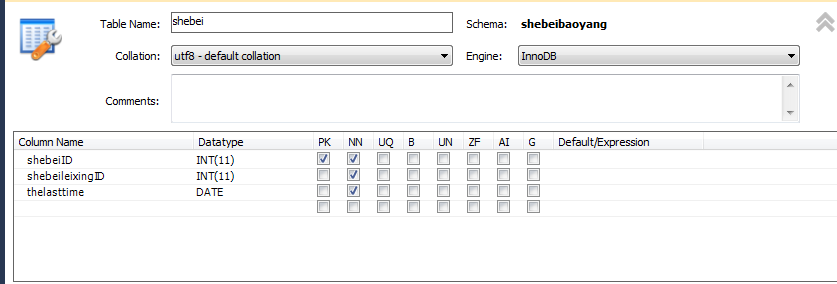 Table Name: shebei Schema: shebeibaoyang
Collation: utf8 - default collation Engine: InnoDB
Comments:
Column Name Datatype PK NN UQ B UN ZF AI G Default/Expression
shebeiID INT(11)
shebeileixingID INT(11)
thelasttime DATE